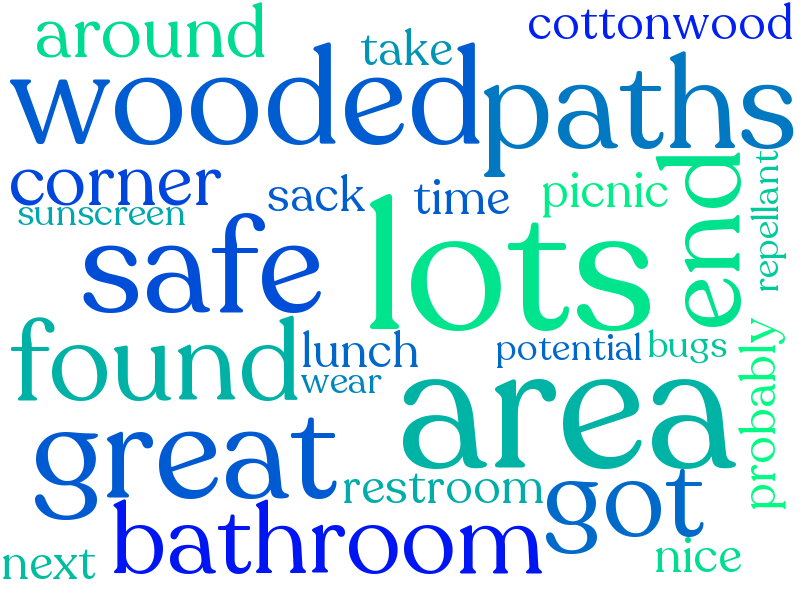 around
take
cottonwood
wooded
paths
corner
sack
time
picnic
end
repellant
sunscreen
safe
lots
found
lunch
potential
bugs
wear
area
probably
great
restroom
got
bathroom
next
nice